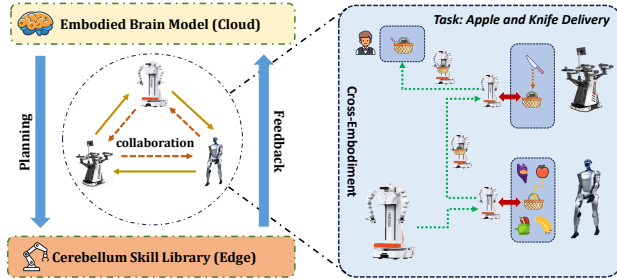 Embodied Brain Model (Cloud)
Planning
collaboration
Feedback
Cerebellum Skill Library (Edge)
Task: Apple and Knife Delivery
Cross-Embodiment